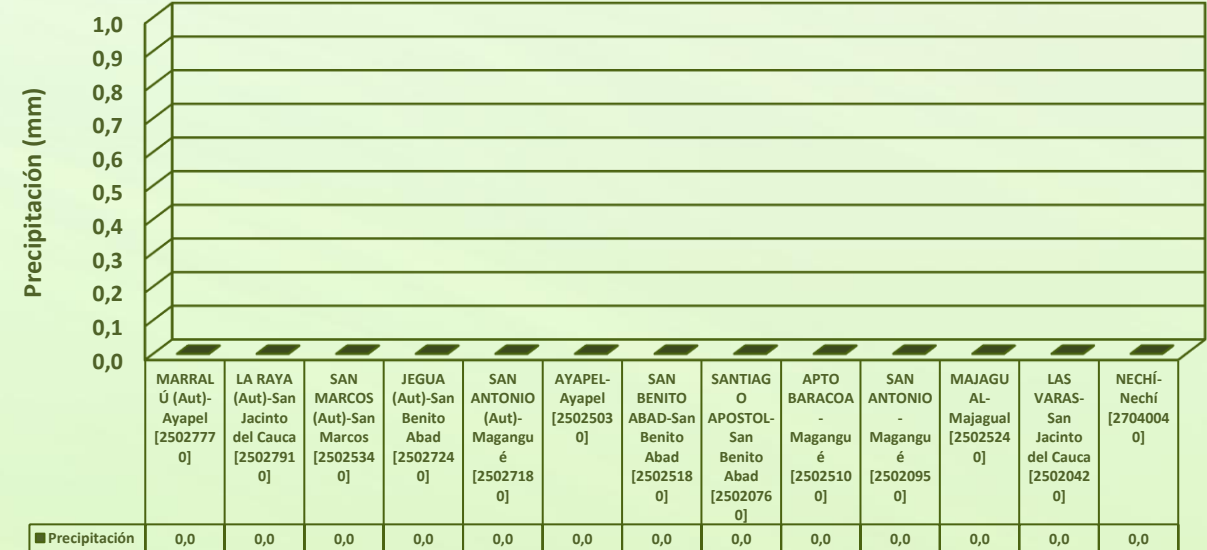 Precipitación (mm)
1,0
0,9
0,8
0,7
0,6
0,5
0,4
0,3
0,2
0,1
0,0
MARRAL
Ú (Aut)-
Ayapel
[2502777
0]
LA RAYA
(Aut)-San
Jacinto
del Cauca
[2502791
0]
SAN
MARCOS
(Aut)-San
Marcos
[2502534
0]
JEGUA
(Aut)-San
Benito
Abad
[2502724
0]
SAN
ANTONIO
(Aut)-
Magangu
é
[2502718
0]
AYAPEL-
Ayapel
[2502503
0]
SAN
BENITO
ABAD-San
Benito
Abad
[2502518
0]
SANTIAG
O
APOSTOL-
San
Benito
Abad
[2502076
0]
APTO
BARACOA
-
Magangu
é
[2502510
0]
SAN
ANTONIO
-
Magangu
é
[2502095
0]
MAJAGU
AL-
Majagual
[2502524
0]
LAS
VARAS-
San
Jacinto
del Cauca
[2502042
0]
NECHÍ-
Nechí
[2704004
0]
Precipitación 0,0 0,0 0,0 0,0 0,0 0,0 0,0 0,0 0,0 0,0 0,0 0,0 0,0